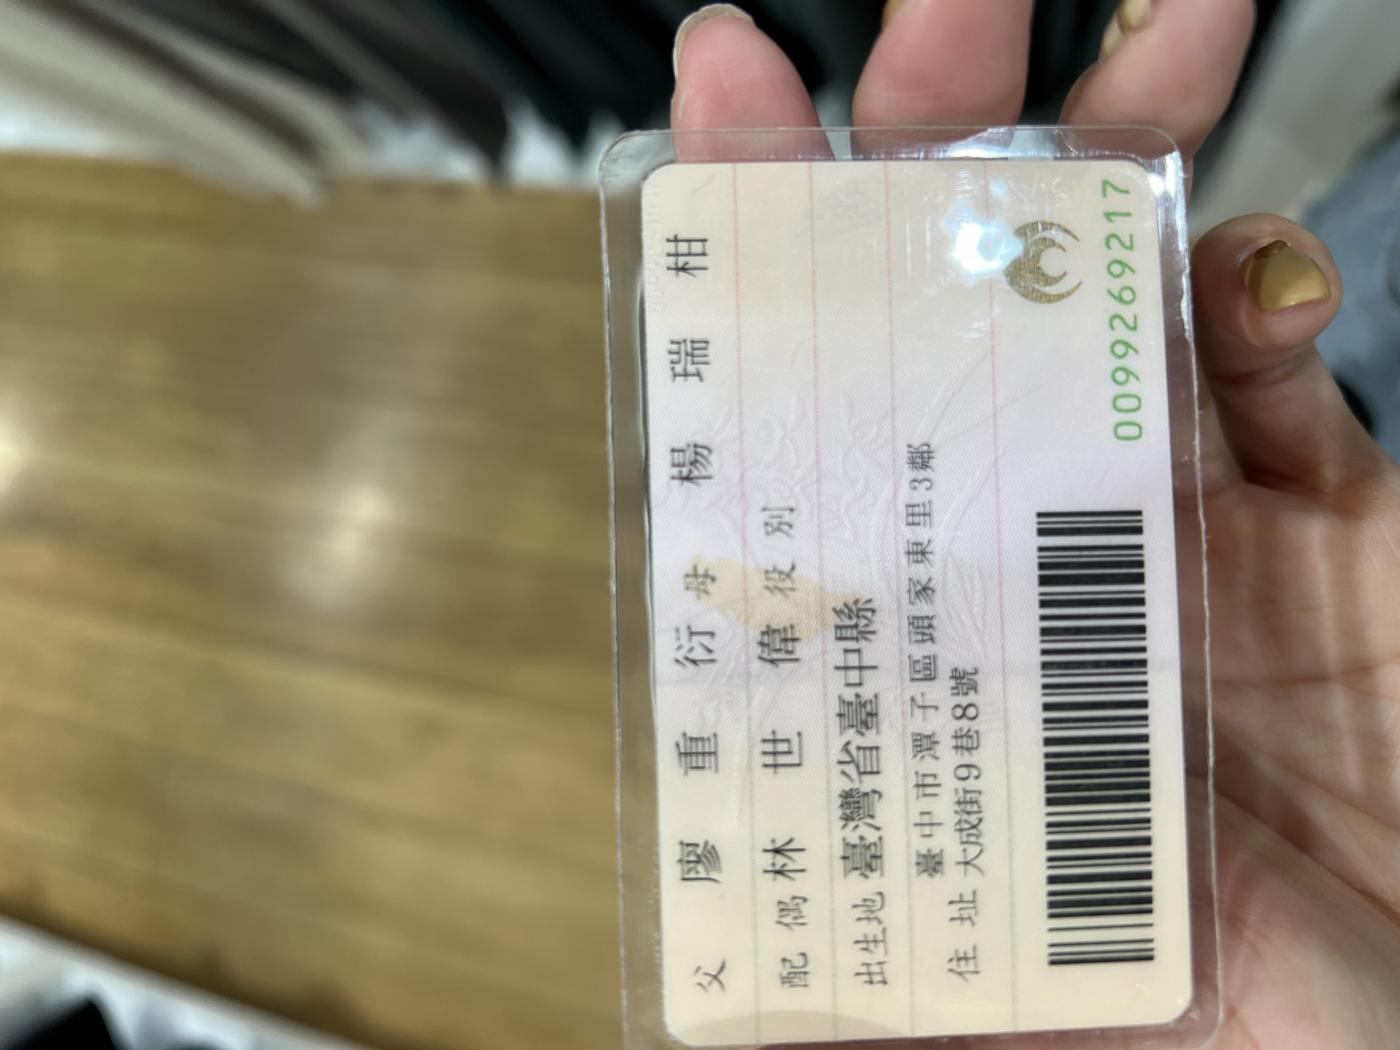 父 廖 重 衍 母 楊 瑞 柑
配偶 林 世 偉 役別
出生地 臺灣省臺中縣
住址 臺中市潭子區頭家東里3鄰
大成街9巷8號
0099269217